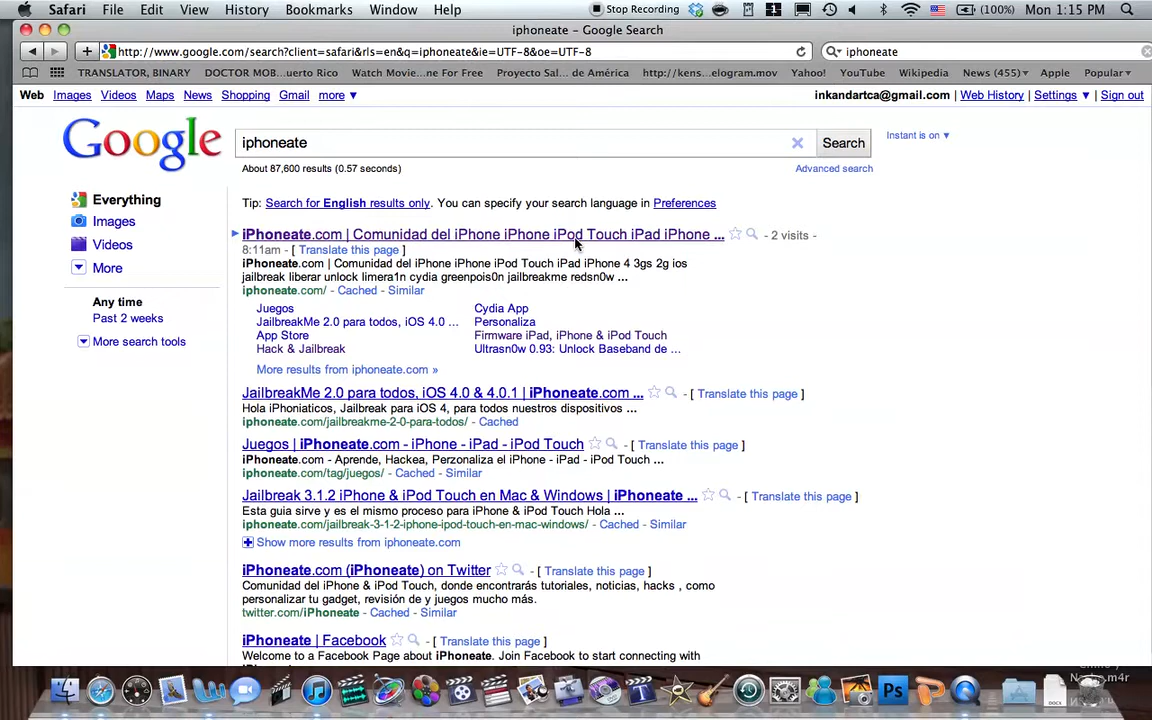 Safari File Edit View History Bookmarks Window Help Stop Recording 1 (100%) Mon 1:15 PM
iphoneate - Google Search
http://www.google.com/search?client=safari&rls=en&q=iphoneate&ie=UTF-8&oe=UTF-8 iphoneate
TRANSLATOR, BINARY DOCTOR MOB...uerto Rico Watch Movie...ne For Free Proyecto Sal... de América http://kens...elogram.mov Yahoo! YouTube Wikipedia News (455) Apple Popular
Web Images Videos Maps News Shopping Gmail more inkandartca@gmail.com | Web History | Settings | Sign out
Google iphoneate Search Instant is on
About 87,600 results (0.57 seconds) Advanced search
Everything
Images
Videos
More
Any time
Past 2 weeks
More search tools
Tip: Search for English results only. You can specify your search language in Preferences
iPhoneate.com | Comunidad del iPhone iPhone iPod Touch iPad iPhone ... - 2 visits -
8:11am - [ Translate this page ]
iPhoneate.com | Comunidad del iPhone iPhone iPod Touch iPad iPhone 4 3gs 2g ios
jailbreak liberar unlock limera1n cydia greenpois0n jailbreakme redsn0w ...
iphoneate.com/ - Cached - Similar
Juegos Cydia App
JailbreakMe 2.0 para todos, iOS 4.0 ... Personaliza
App Store Firmware iPad, iPhone & iPod Touch
Hack & Jailbreak Ultrasn0w 0.93: Unlock Baseband de ...
More results from iphoneate.com »
JailbreakMe 2.0 para todos, iOS 4.0 & 4.0.1 | iPhoneate.com ... - [ Translate this page ]
Hola iPhoniaticos, Jailbreak para iOS 4, para todos nuestros dispositivos ...
iphoneate.com/jailbreakme-2-0-para-todos/ - Cached
Juegos | iPhoneate.com - iPhone - iPad - iPod Touch - [ Translate this page ]
iPhoneate.com - Aprende, Hackea, Perzonaliza el iPhone - iPad - iPod Touch ...
iphoneate.com/tag/juegos/ - Cached - Similar
Jailbreak 3.1.2 iPhone & iPod Touch en Mac & Windows | iPhoneate ... - [ Translate this page ]
Esta guia sirve y es el mismo proceso para iPhone & iPod Touch Hola ...
iphoneate.com/jailbreak-3-1-2-iphone-ipod-touch-en-mac-windows/ - Cached - Similar
Show more results from iphoneate.com
iPhoneate.com (iPhoneate) on Twitter - [ Translate this page ]
Comunidad del iPhone & iPod Touch, donde encontrarás tutoriales, noticias, hacks , como
personalizar tu gadget, revisión de y juegos mucho más.
twitter.com/iPhoneate - Cached - Similar
iPhoneate | Facebook - [ Translate this page ]
Welcome to a Facebook Page about iPhoneate. Join Facebook to start connecting with
Ps
DOCX
.m4r